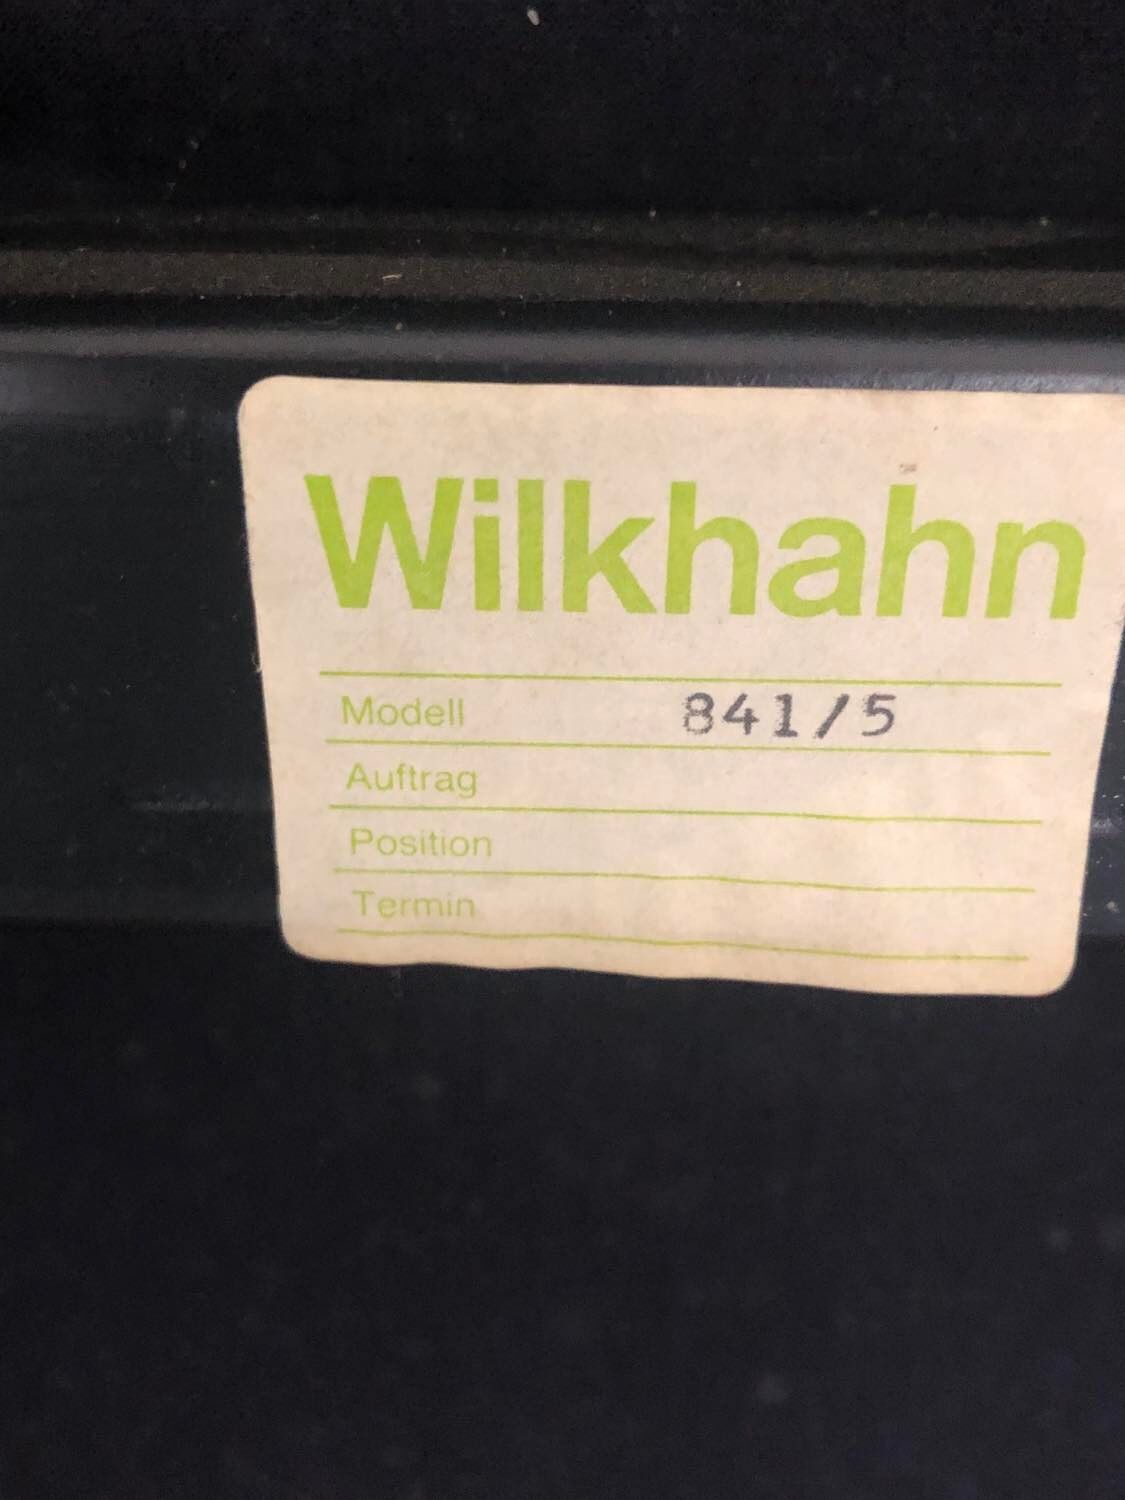 Wilkhahn
Modell 841/5
Auftrag
Position
Termin